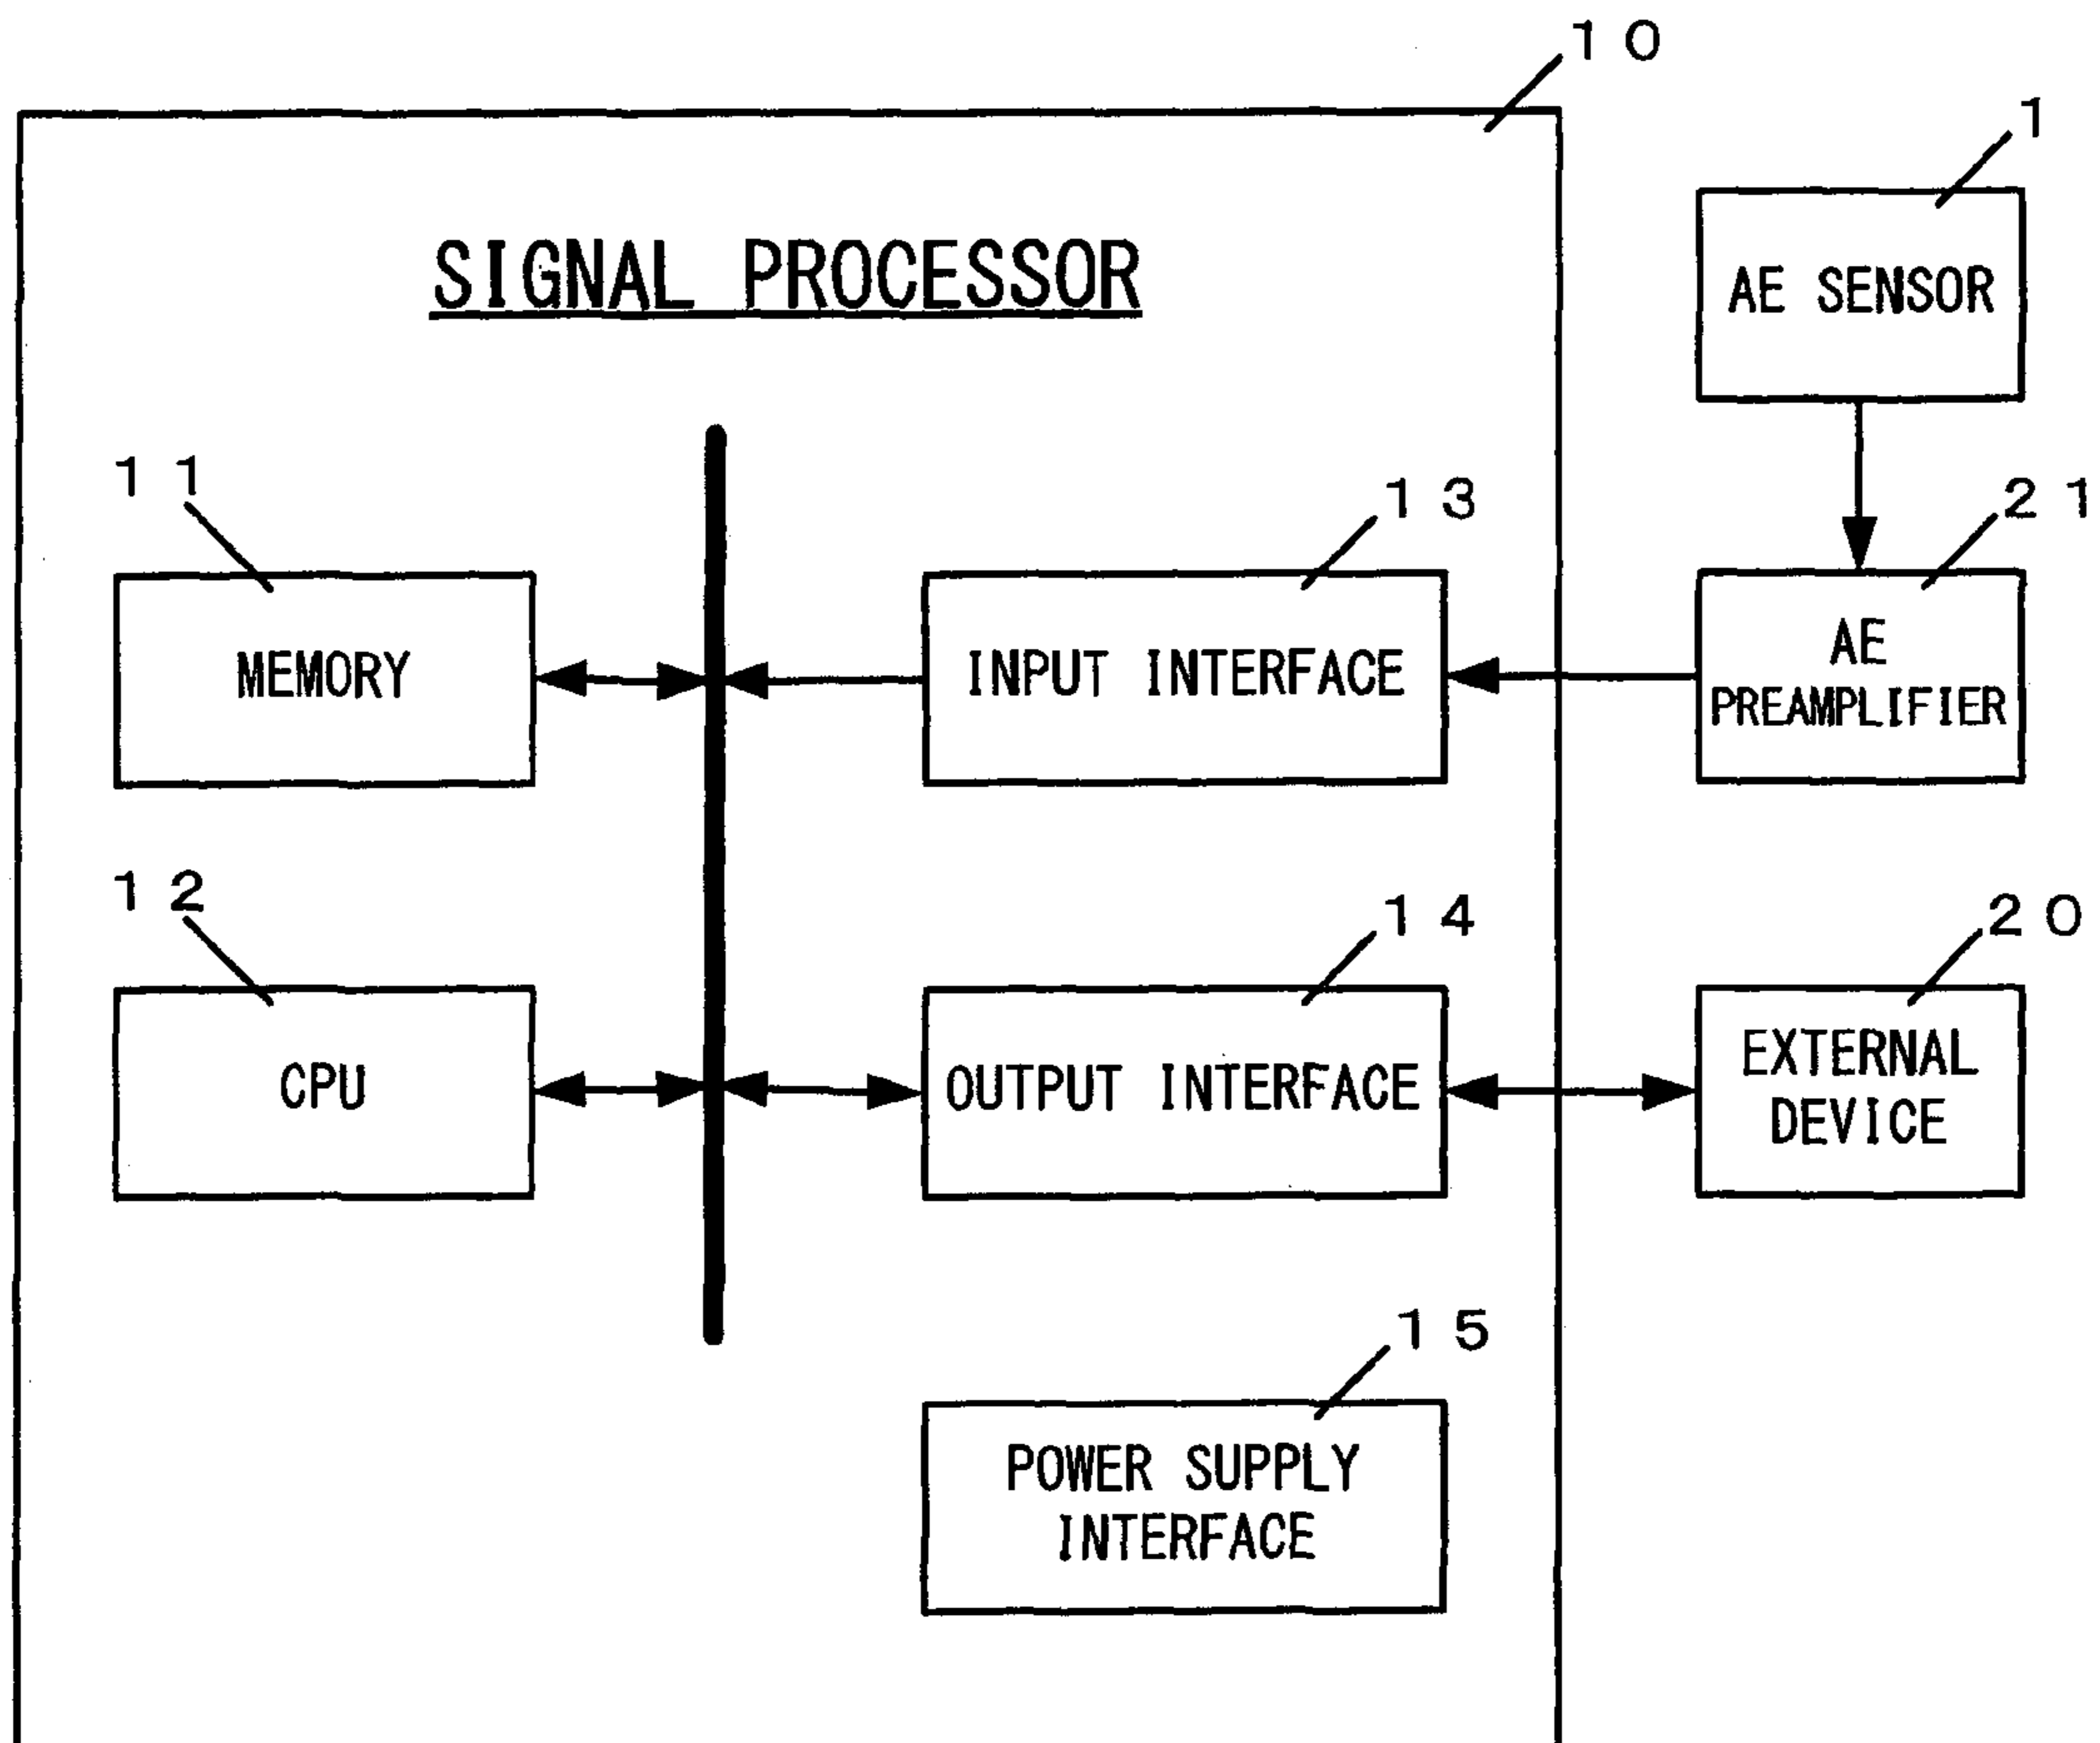 10
1
SIGNAL PROCESSOR
AE SENSOR
11
13
21
MEMORY
INPUT INTERFACE
AE
PREAMPLIFIER
12
14
20
CPU
OUTPUT INTERFACE
EXTERNAL
DEVICE
15
POWER SUPPLY
INTERFACE